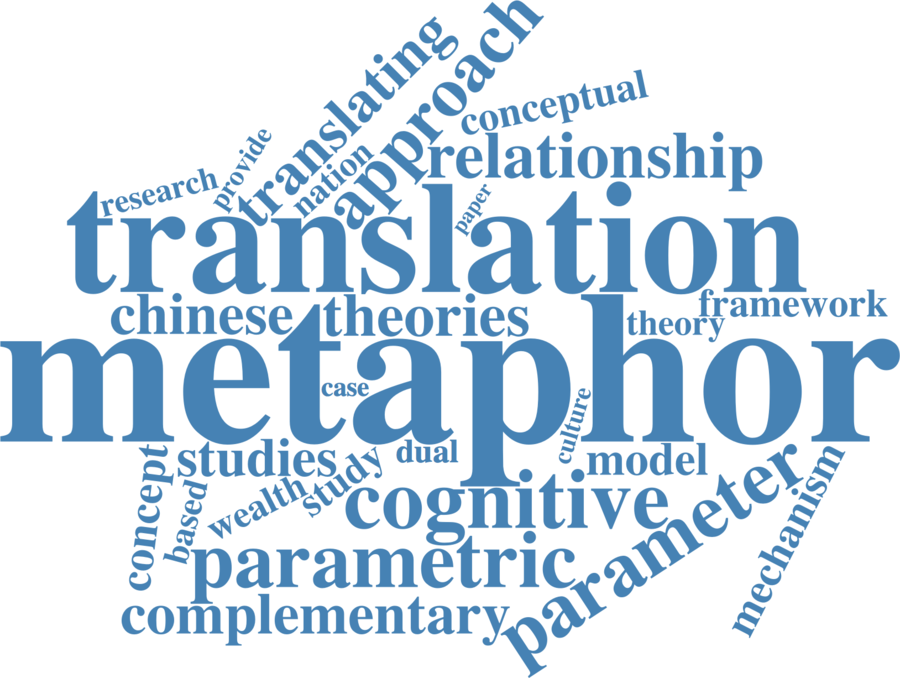 approach
translating
conceptual
relationship
provide
nation
research
paper
translation
framework
chinese
theories
theory
metaphor
case
culture
dual
studies
study
model
concept
based
wealth
cognitive
parameter
mechanism
parametric
complementary